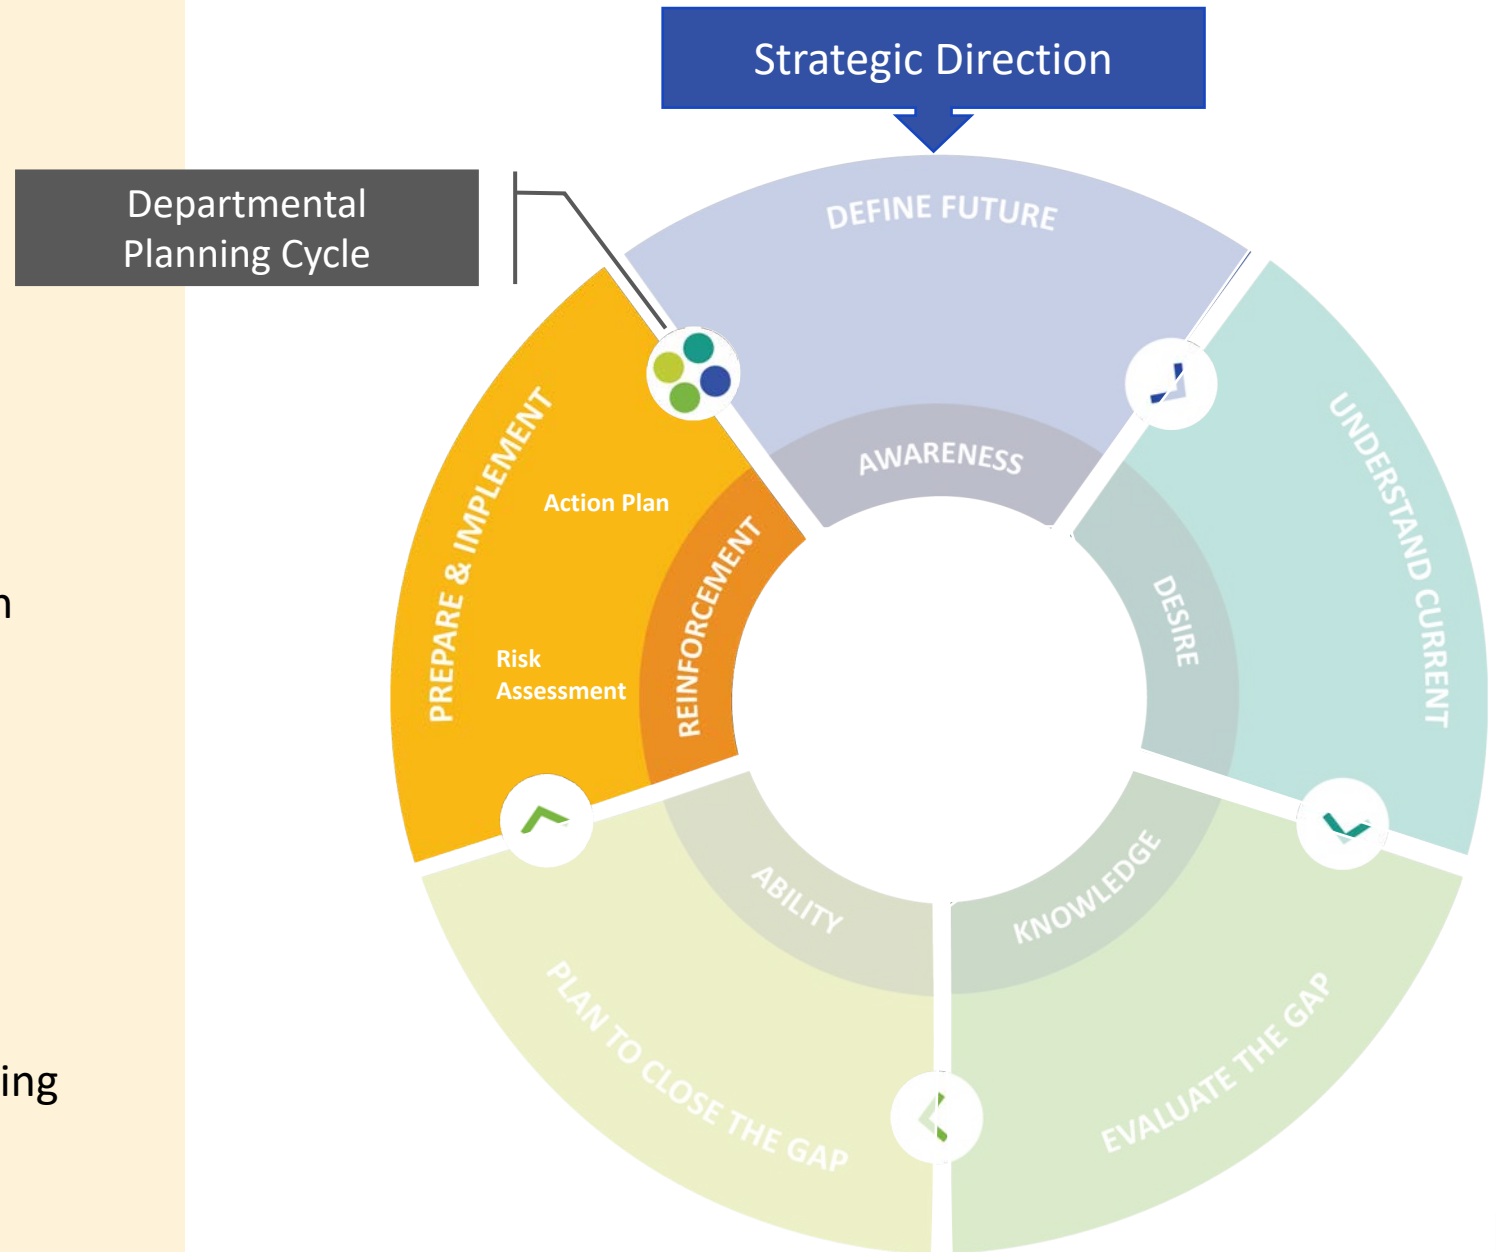 Strategic Direction
Departmental
Planning Cycle
DEFINE FUTURE
AWARENESS
UNDERSTAND CURRENT
DESIRE
PREPARE & IMPLEMENT
Action Plan
Risk
Assessment
REINFORCEMENT
n
ing
KNOWLEDGE
EVALUATE THE GAP
ABILITY
PLAN TO CLOSE THE GAP